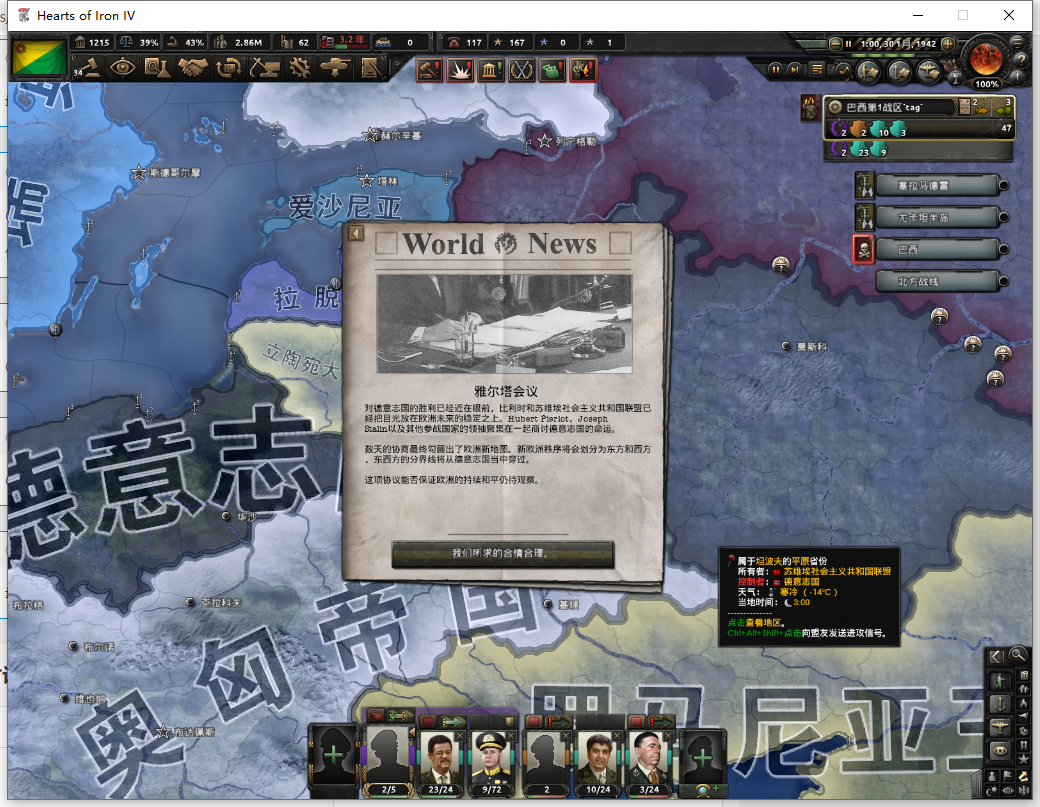 Hearts of Iron IV
1215 39% 43% 2.86M 62 3.2 年 0 117 167 0 1
1:00, 30 1月, 1942
34
100%
巴西第1战区"tag"
2 3
2 2 10 3 47
2 23 9
塞拉马德雷
尤卡坦半岛
巴西
北方战线
赫尔辛基
列宁格勒
斯德哥尔摩
塔林
爱沙尼亚
拉 脱
立陶宛大
莫斯科
德意志
华沙
布拉格
克拉科夫
基辅
布尔诺
维也纳
布达佩斯
奥匈帝国
罗马尼亚王
World News
雅尔塔会议
对德意志国的胜利已经近在眼前，比利时和苏维埃社会主义共和国联盟已
经把目光放在欧洲未来的稳定之上。Hubert Pierlot，Joseph
Stalin以及其他参战国家的领袖聚集在一起商讨德意志国的命运。
数天的协商最终勾画出了欧洲新地图。新欧洲秩序将会划分为东方和西方
，东西方的分界线将从德意志国当中穿过。
这项协议能否保证欧洲的持续和平仍待观察。
我们所求的合情合理。
属于坦波夫的平原省份
所有者： 苏维埃社会主义共和国联盟
控制者： 德意志国
天气： 寒冷（-14°C）
当地时间： 3:00
--------------
点击查看地区。
Ctrl+Alt+Shift+点击向盟友发送进攻信号。
2/5 23/24 9/72 2 10/24 3/24